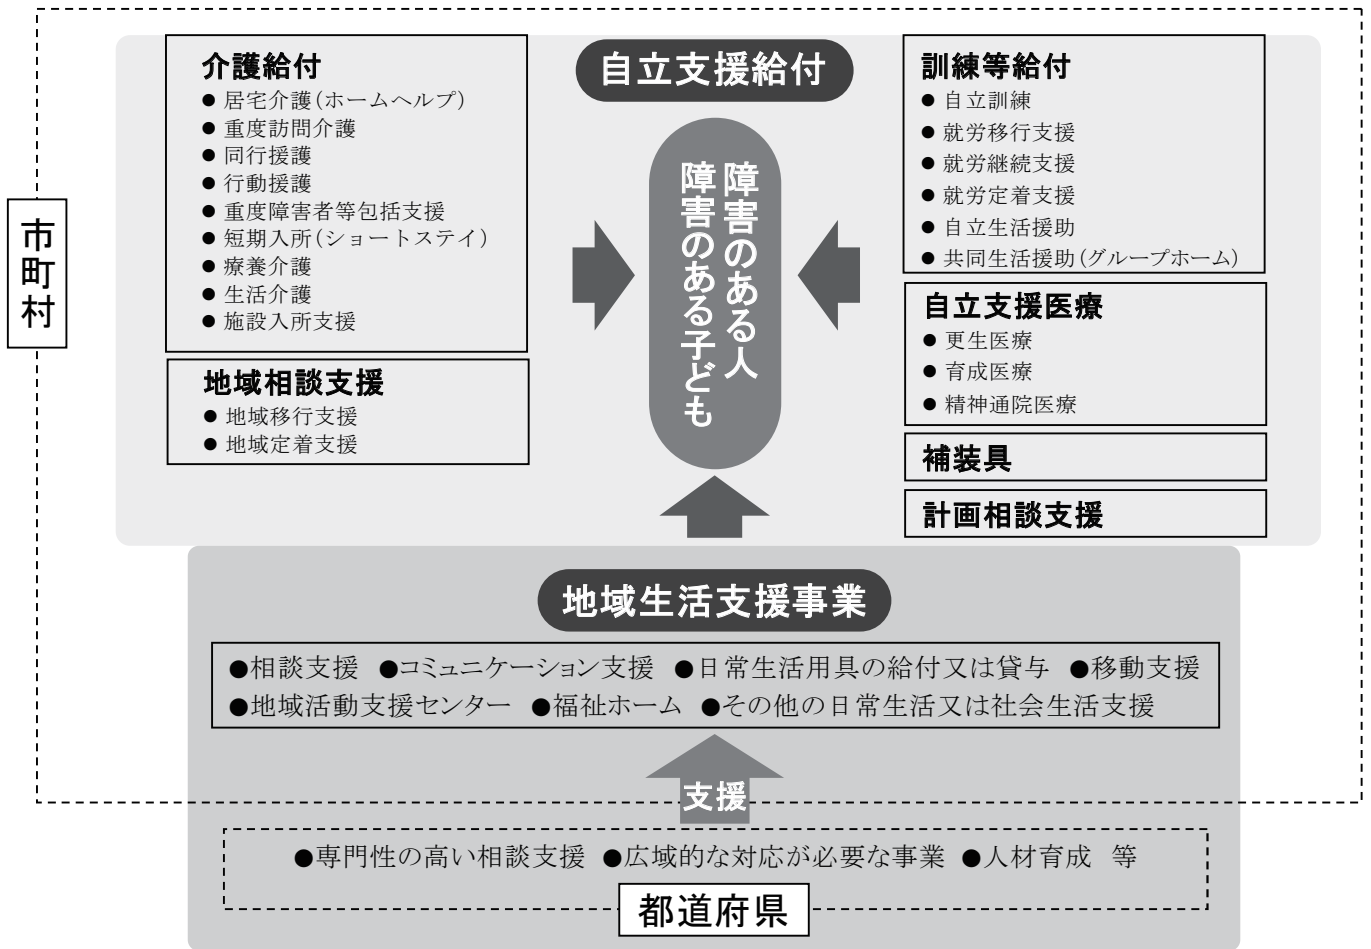 市町村
自立支援給付
介護給付
● 居宅介護(ホームヘルプ)
● 重度訪問介護
● 同行援護
● 行動援護
● 重度障害者等包括支援
● 短期入所(ショートステイ)
● 療養介護
● 生活介護
● 施設入所支援
地域相談支援
● 地域移行支援
● 地域定着支援
障害のある人
障害のある子ども
訓練等給付
● 自立訓練
● 就労移行支援
● 就労継続支援
● 就労定着支援
● 自立生活援助
● 共同生活援助(グループホーム)
自立支援医療
● 更生医療
● 育成医療
● 精神通院医療
補装具
計画相談支援
地域生活支援事業
●相談支援 ●コミュニケーション支援 ●日常生活用具の給付又は貸与 ●移動支援
●地域活動支援センター ●福祉ホーム ●その他の日常生活又は社会生活支援
支援
●専門性の高い相談支援 ●広域的な対応が必要な事業 ●人材育成 等
都道府県